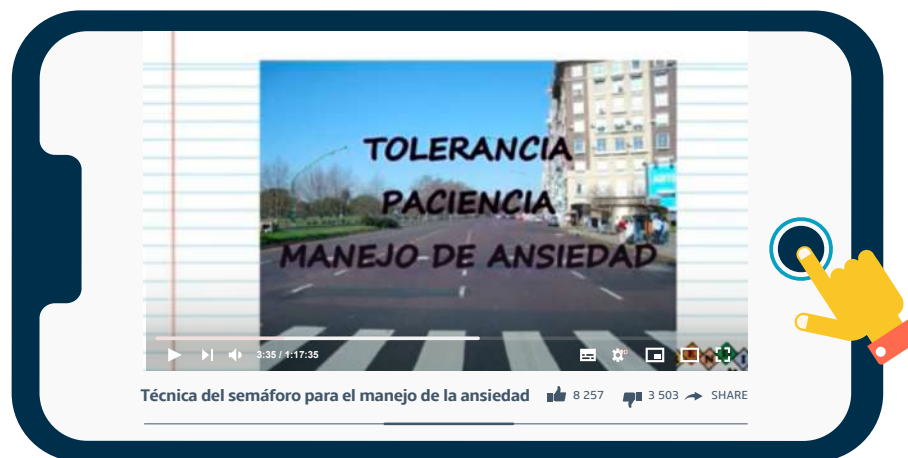 TOLERANCIA
PACIENCIA
MANEJO DE ANSIEDAD
3:35 / 1:17:35
Técnica del semáforo para el manejo de la ansiedad 8 257 3 503 SHARE